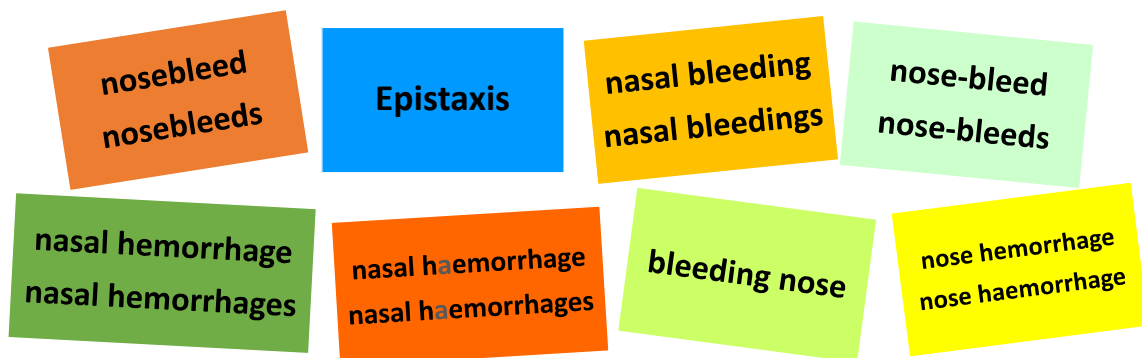 nosebleed
nosebleeds
Epistaxis
nasal bleeding
nasal bleedings
nose-bleed
nose-bleeds
nasal hemorrhage
nasal hemorrhages
nasal haemorrhage
nasal haemorrhages
bleeding nose
nose hemorrhage
nose haemorrhage